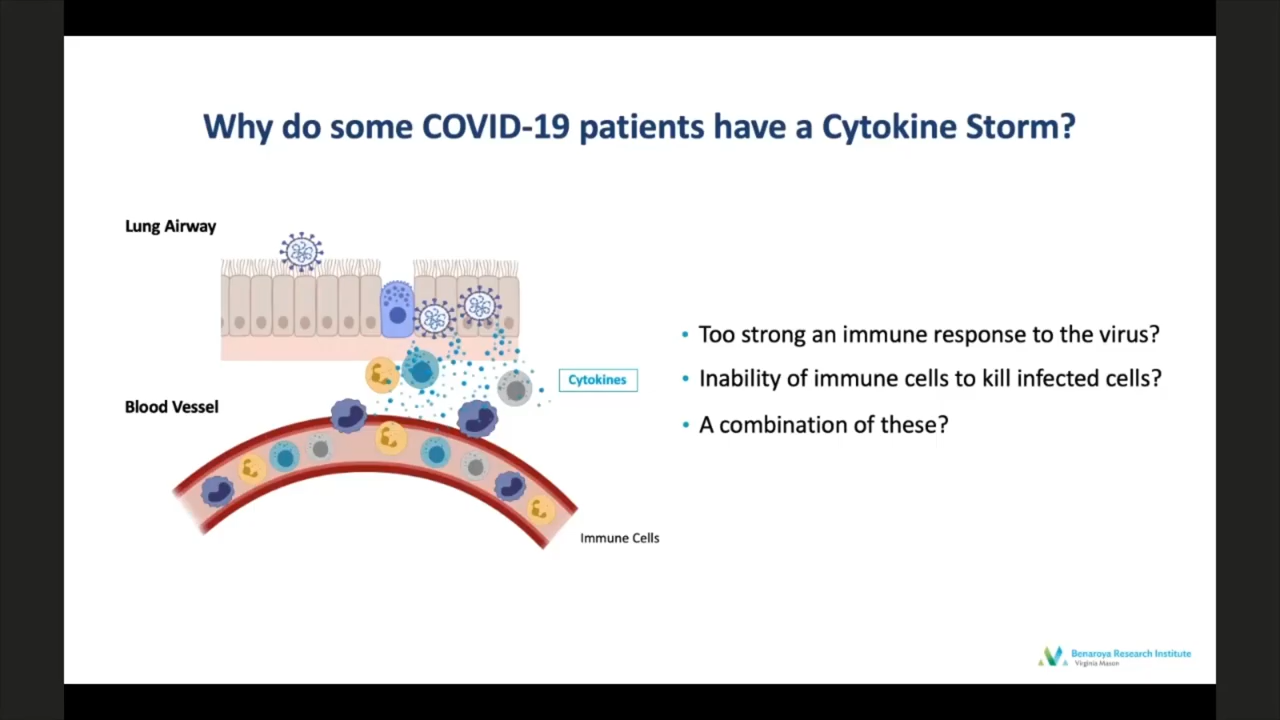 Why do some COVID-19 patients have a Cytokine Storm?
Lung Airway
Cytokines
Blood Vessel
Immune Cells
• Too strong an immune response to the virus?
• Inability of immune cells to kill infected cells?
• A combination of these?
Benaroya Research Institute
Virginia Mason